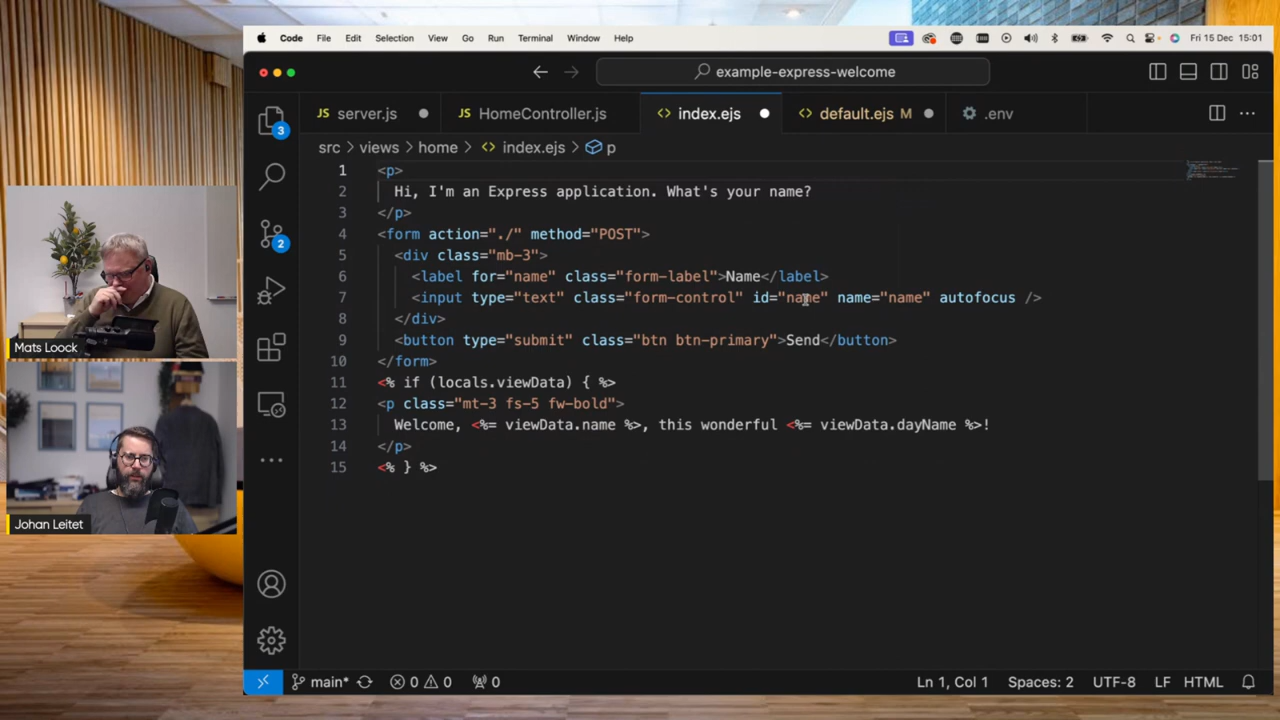 Code File Edit Selection View Go Run Terminal Window Help Fri 15 Dec 15:01
example-express-welcome
JS server.js JS HomeController.js <> index.ejs <> default.ejs M .env
src > views > home > <> index.ejs > p
1 <p>
2 Hi, I'm an Express application. What's your name?
3 </p>
4 <form action="./" method="POST">
5 <div class="mb-3">
6 <label for="name" class="form-label">Name</label>
7 <input type="text" class="form-control" id="name" name="name" autofocus />
8 </div>
9 <button type="submit" class="btn btn-primary">Send</button>
10 </form>
11 <% if (locals.viewData) { %>
12 <p class="mt-3 fs-5 fw-bold">
13 Welcome, <%= viewData.name %>, this wonderful <%= viewData.dayName %>!
14 </p>
15 <% } %>
3
2
Mats Loock
Johan Leitet
main* 0 0 0 Ln 1, Col 1 Spaces: 2 UTF-8 LF HTML